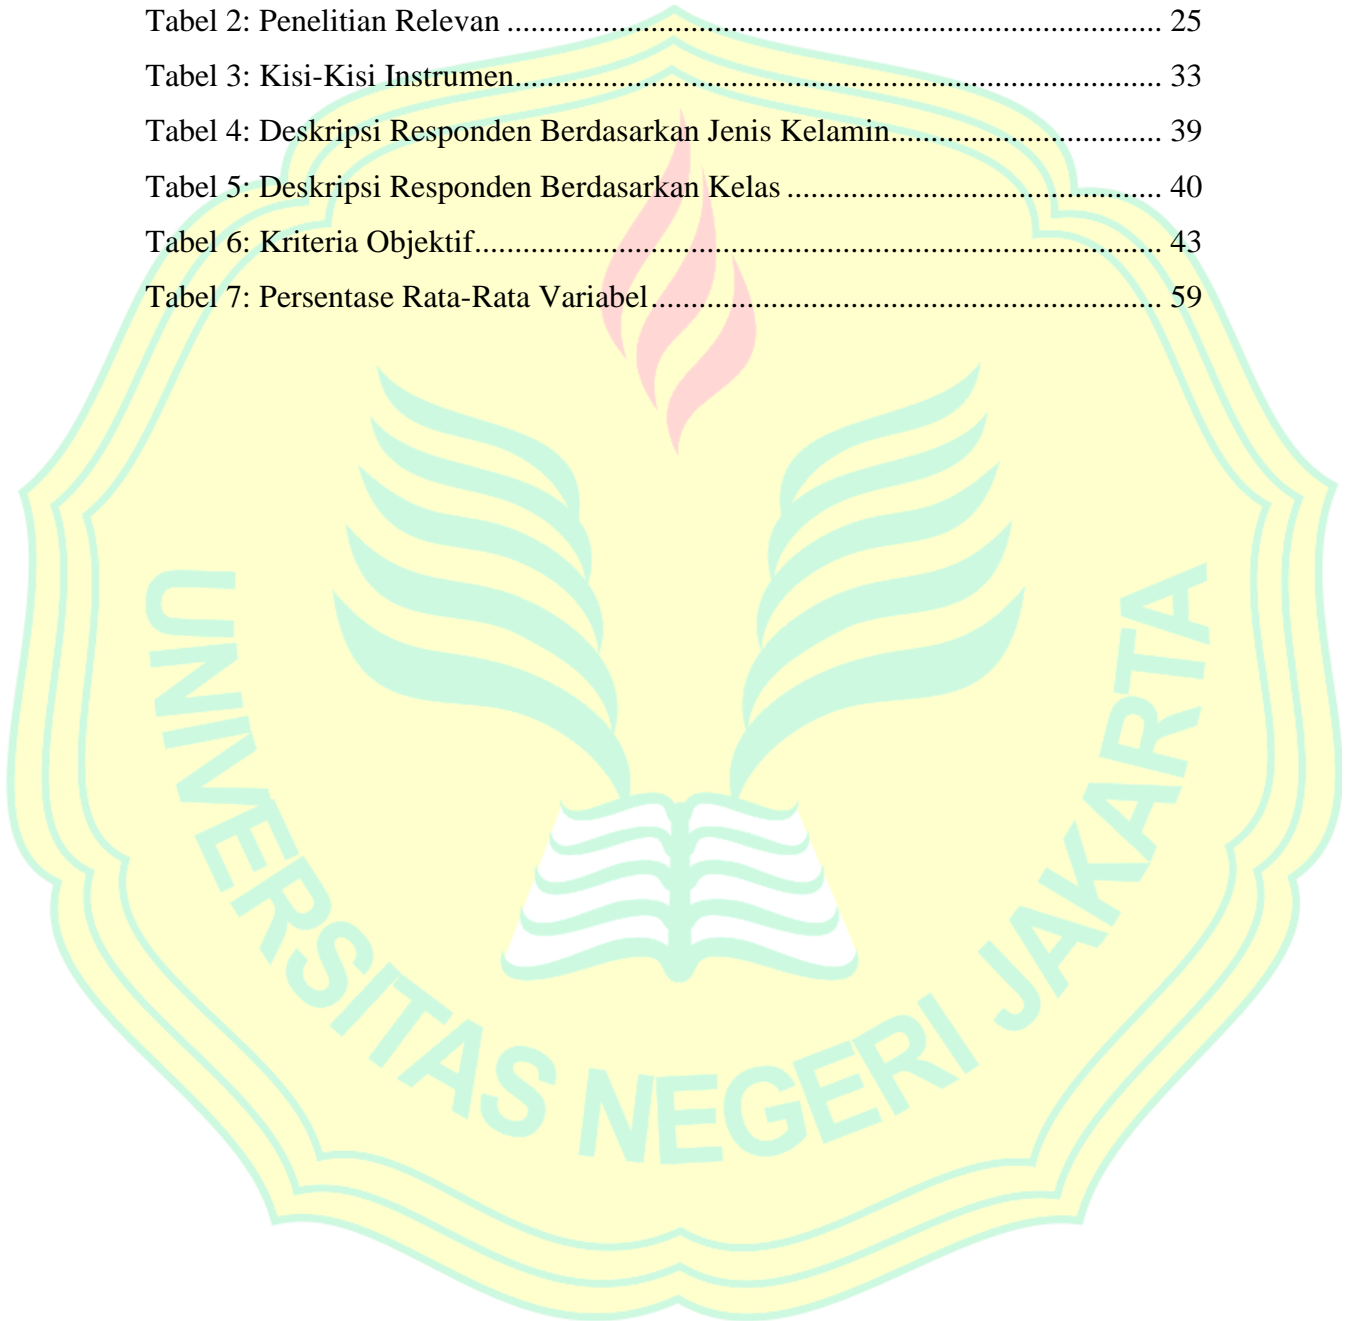 Tabel 2: Penelitian Relevan ................................................................................ 25
Tabel 3: Kisi-Kisi Instrumen................................................................................ 33
Tabel 4: Deskripsi Responden Berdasarkan Jenis Kelamin.................................. 39
Tabel 5: Deskripsi Responden Berdasarkan Kelas ............................................... 40
Tabel 6: Kriteria Objektif...................................................................................... 43
Tabel 7: Persentase Rata-Rata Variabel................................................................ 59
UNIVERSITAS NEGERI JAKARTA